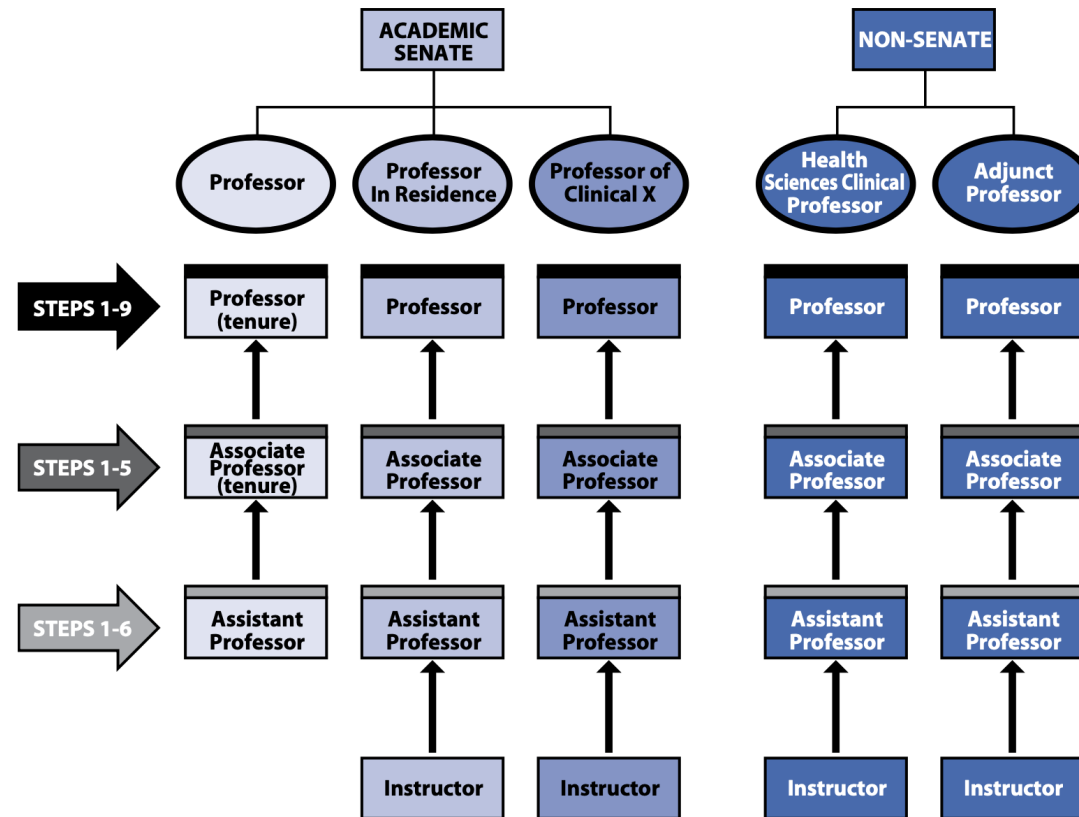 ACADEMIC
SENATE
NON-SENATE
Professor
Professor
In Residence
Professor of
Clinical X
Health
Sciences Clinical
Professor
Adjunct
Professor
STEPS 1-9
Professor
(tenure)
Professor
Professor
Professor
Professor
STEPS 1-5
Associate
Professor
(tenure)
Associate
Professor
Associate
Professor
Associate
Professor
Associate
Professor
STEPS 1-6
Assistant
Professor
Assistant
Professor
Assistant
Professor
Assistant
Professor
Assistant
Professor
Instructor
Instructor
Instructor
Instructor